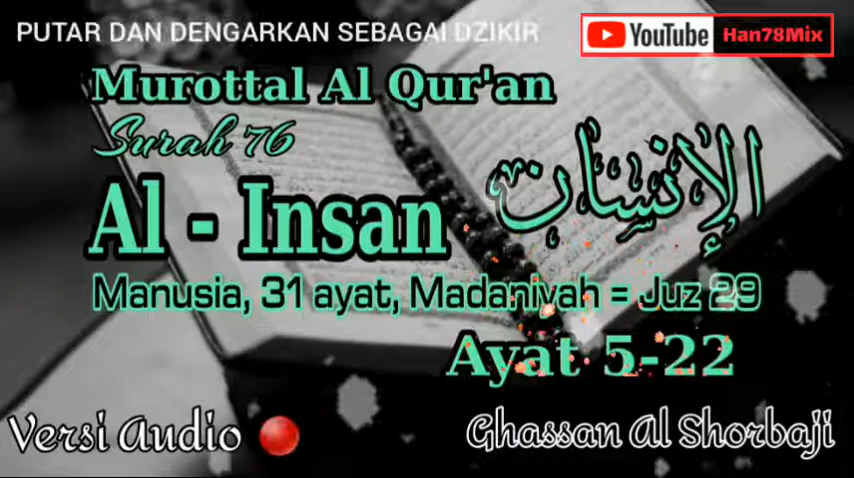 PUTAR DAN DENGARKAN SEBAGAI DZIKIR
YouTube Han78Mix
Murottal Al Qur'an
Surah 76
Al - Insan
الإنسان
Manusia, 31 ayat, Madaniyah = Juz 29
Ayat 5-22
Versi Audio
Ghassan Al Shorbaji